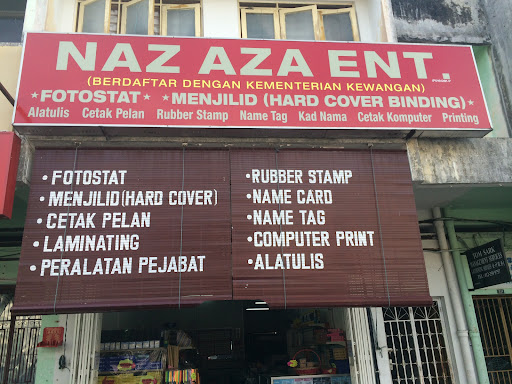 NAZ AZA ENT
(BERDAFTAR DENGAN KEMENTERIAN KEWANGAN)
★FOTOSTAT★ ★MENJILID (HARD COVER BINDING)★
Alatulis Cetak Pelan Rubber Stamp Name Tag Kad Nama Cetak Komputer Printing
•FOTOSTAT
•MENJILID(HARD COVER)
•CETAK PELAN
•LAMINATING
•PERALATAN PEJABAT
•RUBBER STAMP
•NAME CARD
•NAME TAG
•COMPUTER PRINT
•ALATULIS